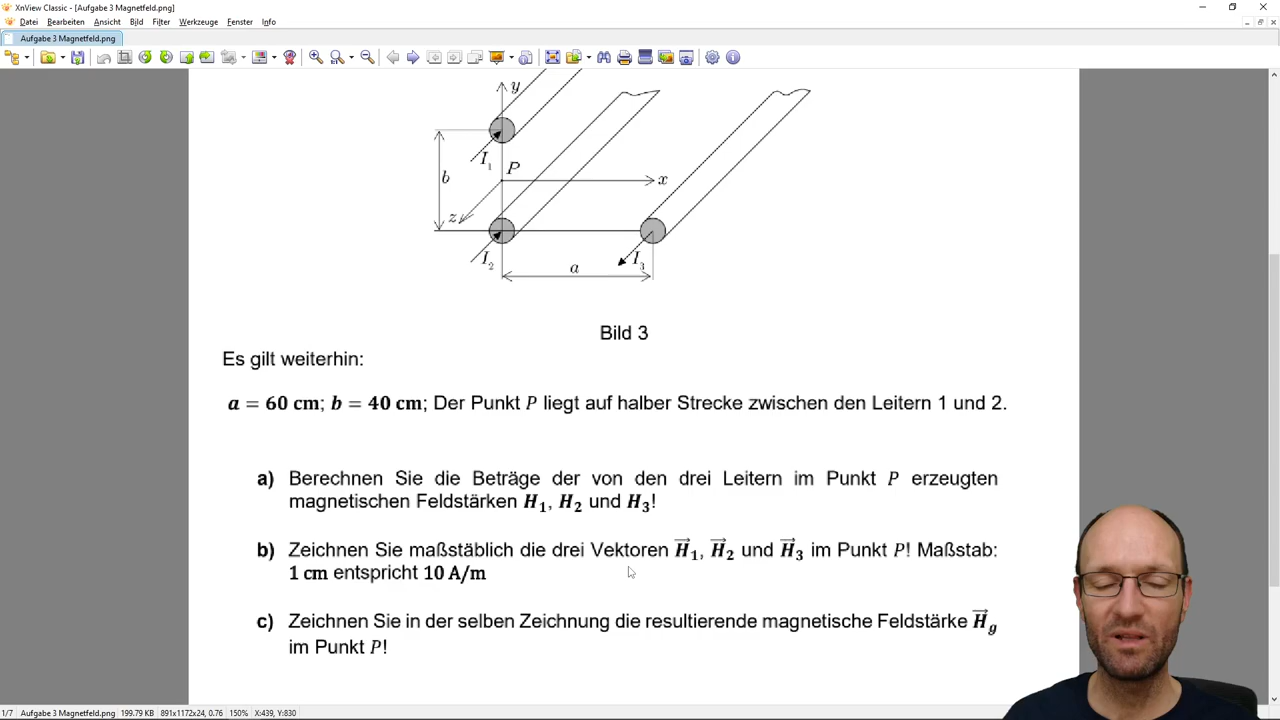 XnView Classic - [Aufgabe 3 Magnetfeld.png]
Datei Bearbeiten Ansicht Bild Filter Werkzeuge Fenster Info
Aufgabe 3 Magnetfeld.png
y
I₁
P
b
x
z
I₂
I₃
a
Bild 3
Es gilt weiterhin:
a = 60 cm; b = 40 cm; Der Punkt P liegt auf halber Strecke zwischen den Leitern 1 und 2.
a) Berechnen Sie die Beträge der von den drei Leitern im Punkt P erzeugten
magnetischen Feldstärken H₁, H₂ und H₃!
b) Zeichnen Sie maßstäblich die drei Vektoren H⃗₁, H⃗₂ und H⃗₃ im Punkt P! Maßstab:
1 cm entspricht 10 A/m
c) Zeichnen Sie in der selben Zeichnung die resultierende magnetische Feldstärke H⃗g
im Punkt P!
1/7 Aufgabe 3 Magnetfeld.png 199.79 KB 891x1172x24, 0.76 150% X:439, Y:830